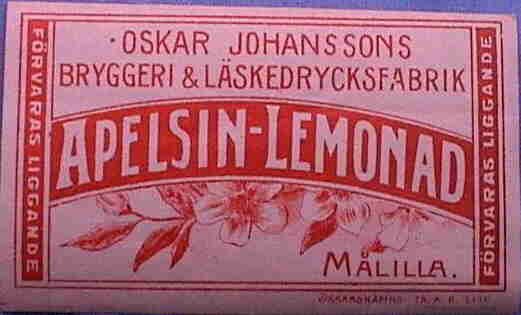 FÖRVARAS LIGGANDE
OSKAR JOHANSSONS
BRYGGERI & LÄSKEDRYCKSFABRIK
APELSIN-LEMONAD
MÅLILLA.
FÖRVARAS LIGGANDE